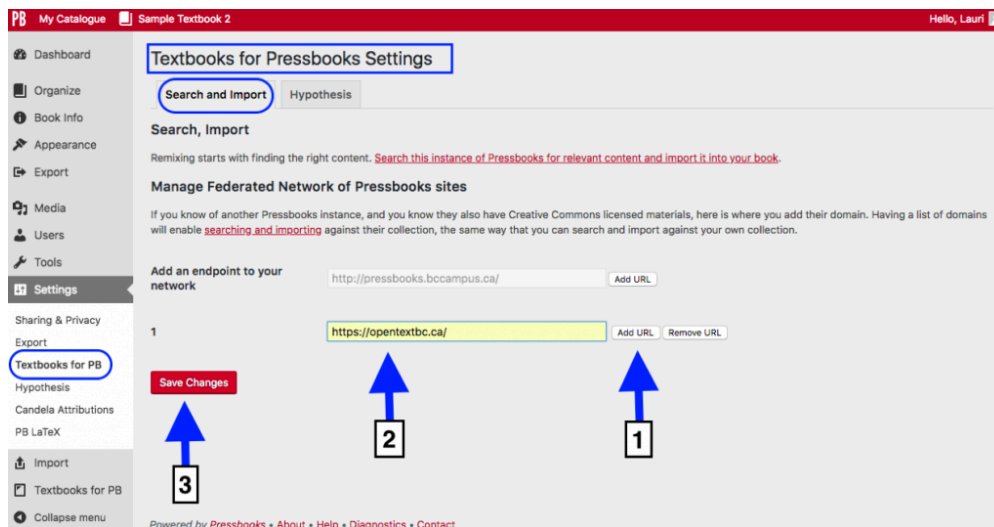 PB My Catalogue Sample Textbook 2 Hello, Lauri
Dashboard
Organize
Book Info
Appearance
Export
Media
Users
Tools
Settings
Sharing & Privacy
Export
Textbooks for PB
Hypothesis
Candela Attributions
PB LaTeX
Import
Textbooks for PB
Collapse menu
Textbooks for Pressbooks Settings
Search and Import Hypothesis
Search, Import
Remixing starts with finding the right content. Search this instance of Pressbooks for relevant content and import it into your book.
Manage Federated Network of Pressbooks sites
If you know of another Pressbooks instance, and you know they also have Creative Commons licensed materials, here is where you add their domain. Having a list of domains
will enable searching and importing against their collection, the same way that you can search and import against your own collection.
Add an endpoint to your
network
http://pressbooks.bccampus.ca/ Add URL
1 https://opentextbc.ca/ Add URL Remove URL
Save Changes
3
2
1
Powered by Pressbooks • About • Help • Diagnostics • Contact